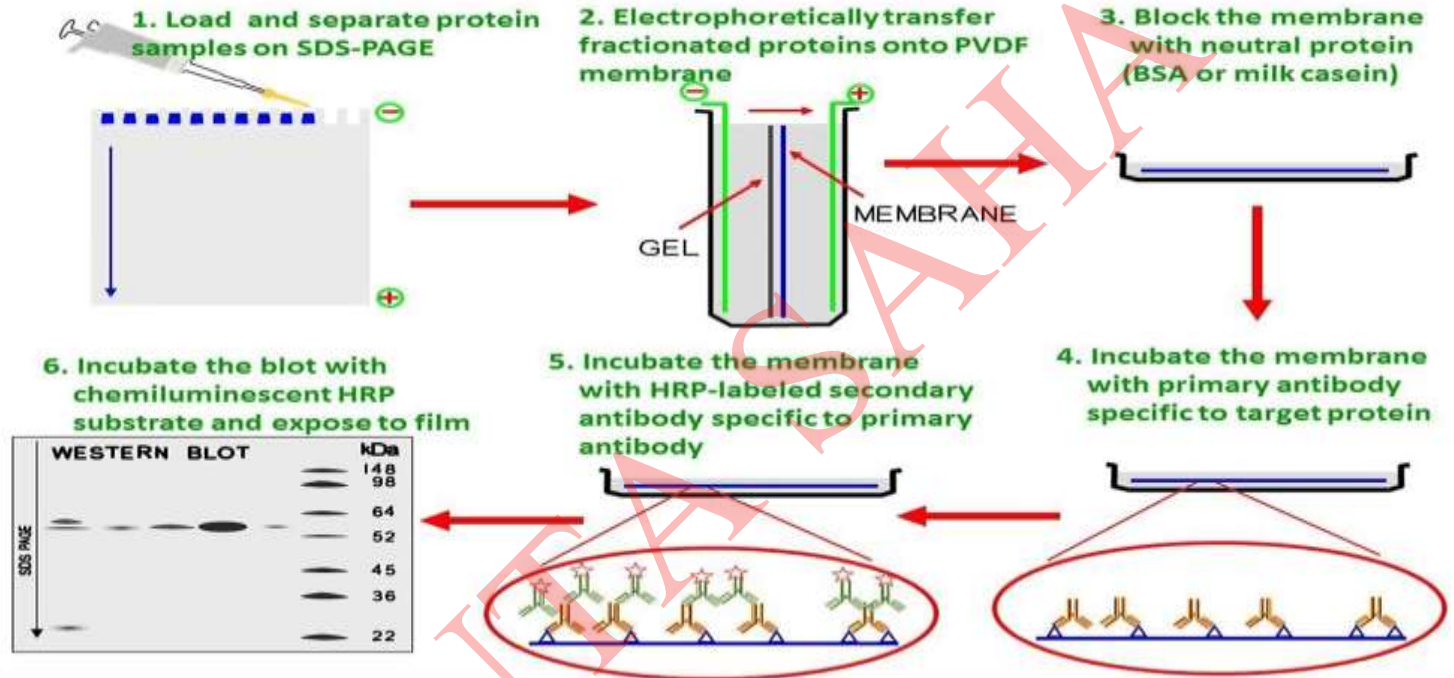 1. Load and separate protein
samples on SDS-PAGE
2. Electrophoretically transfer
fractionated proteins onto PVDF
membrane
3. Block the membrane
with neutral protein
(BSA or milk casein)
GEL
MEMBRANE
4. Incubate the membrane
with primary antibody
specific to target protein
5. Incubate the membrane
with HRP-labeled secondary
antibody specific to primary
antibody
6. Incubate the blot with
chemiluminescent HRP
substrate and expose to film
WESTERN BLOT
kDa
148
98
64
52
45
36
22
SDS PAGE
ITA SAHA